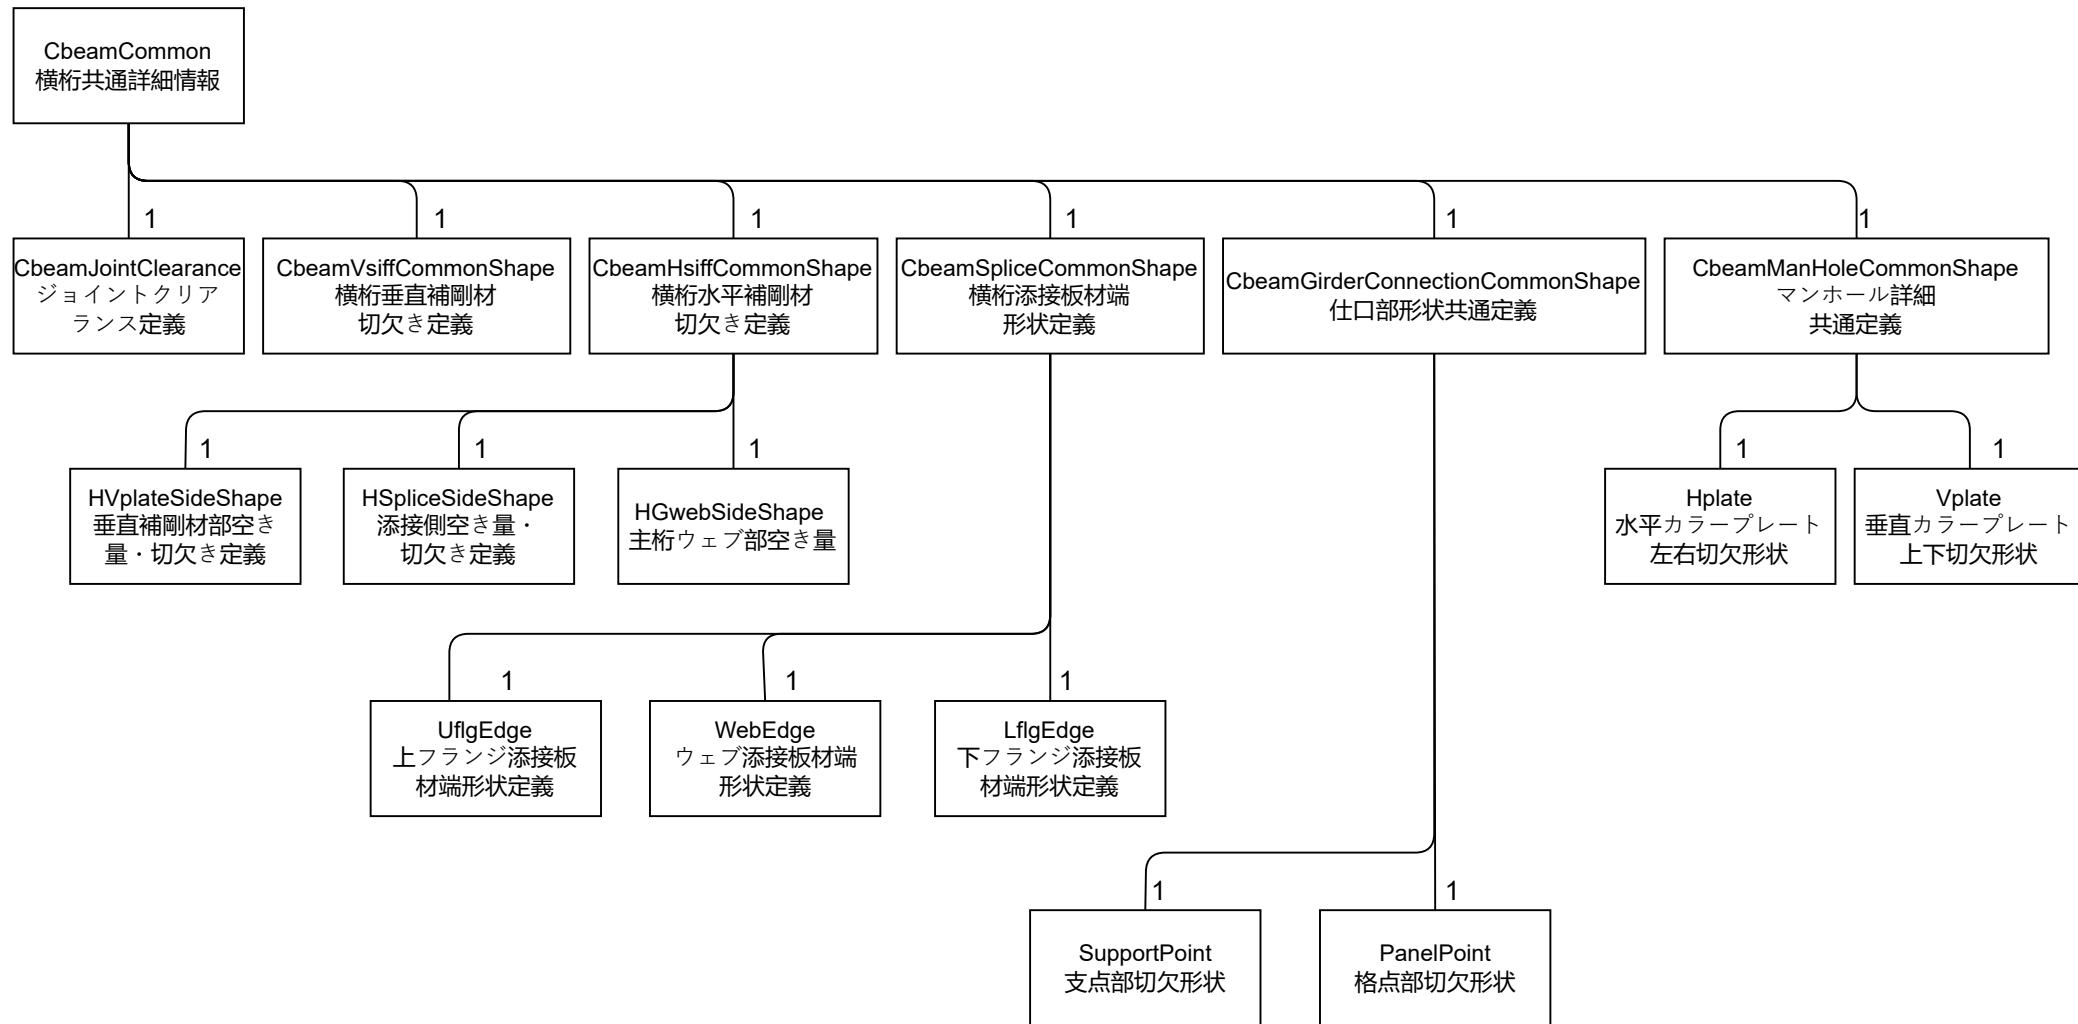 CbeamCommon
横桁共通詳細情報
1
1
1
1
1
1
CbeamJointClearance
ジョイントクリア
ランス定義
CbeamVsiffCommonShape
横桁垂直補剛材
切欠き定義
CbeamHsiffCommonShape
横桁水平補剛材
切欠き定義
CbeamSpliceCommonShape
横桁添接板材端
形状定義
CbeamGirderConnectionCommonShape
仕口部形状共通定義
CbeamManHoleCommonShape
マンホール詳細
共通定義
1
1
1
1
1
HVplateSideShape
垂直補剛材部空き
量・切欠き定義
HSpliceSideShape
添接側空き量・
切欠き定義
HGwebSideShape
主桁ウェブ部空き量
Hplate
水平カラープレート
左右切欠形状
Vplate
垂直カラープレート
上下切欠形状
1
1
1
UflgEdge
上フランジ添接板
材端形状定義
WebEdge
ウェブ添接板材端
形状定義
LflgEdge
下フランジ添接板
材端形状定義
1
1
SupportPoint
支点部切欠形状
PanelPoint
格点部切欠形状